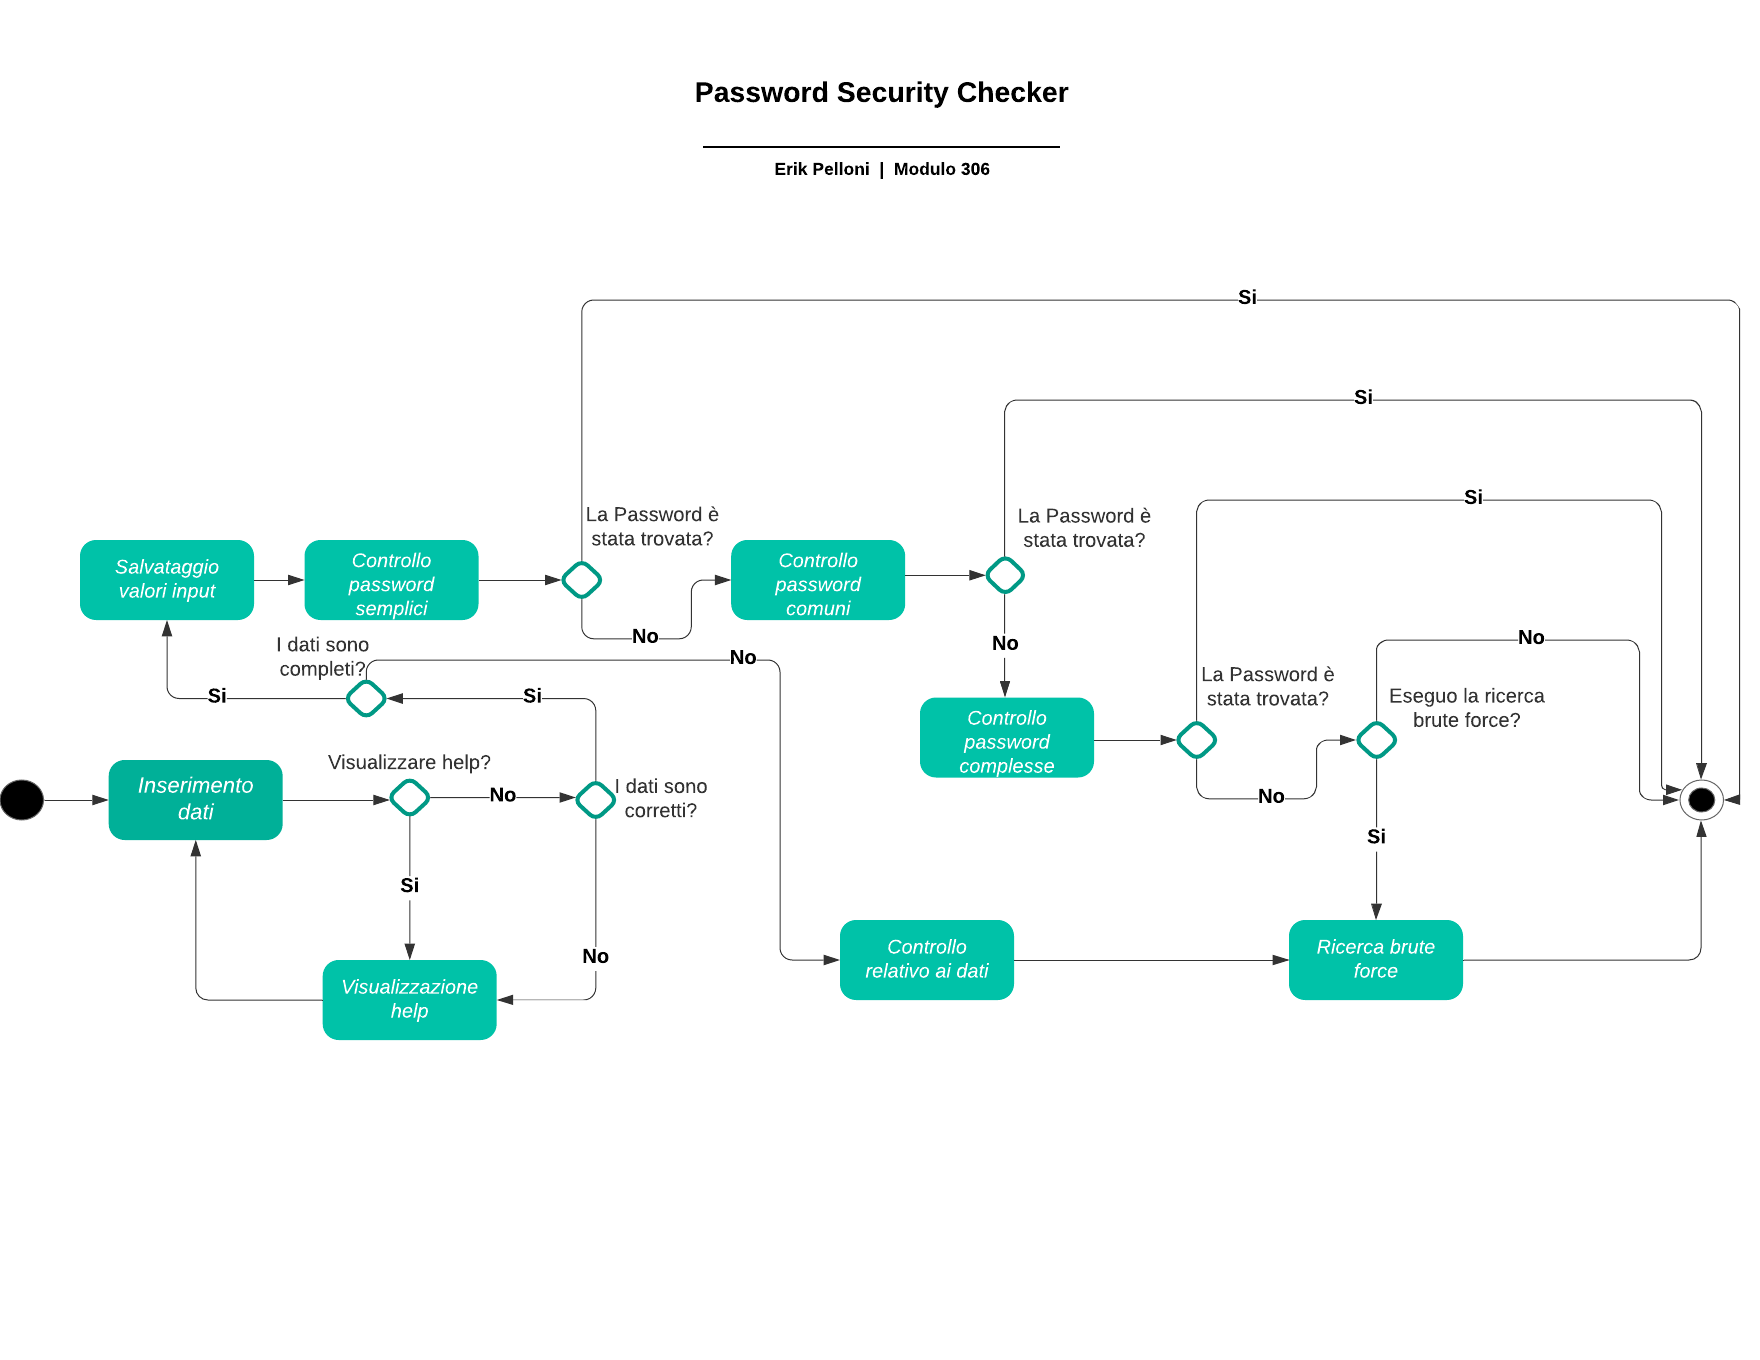 Password Security Checker
Erik Pelloni | Modulo 306
Si
Si
Si
La Password è
stata trovata?
La Password è
stata trovata?
Salvataggio
valori input
Controllo
password
semplici
Controllo
password
comuni
No
No
No
I dati sono
completi?
No
Si
Si
La Password è
stata trovata?
Eseguo la ricerca
brute force?
Controllo
password
complesse
Visualizzare help?
Inserimento
dati
No
I dati sono
corretti?
No
Si
Si
No
Controllo
relativo ai dati
Ricerca brute
force
Visualizzazione
help